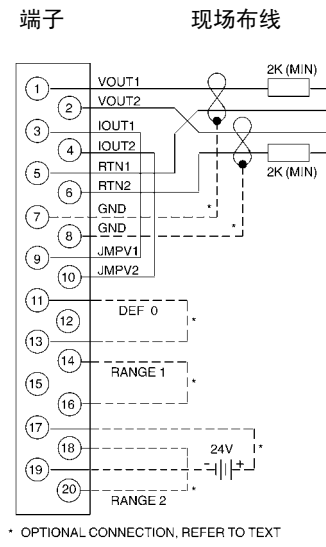 端子 现场布线
2K (MIN)
1 VOUT1
2 VOUT2
3 IOUT1
4 IOUT2
5 RTN1
2K (MIN)
6 RTN2
7 GND *
8 GND *
9 JMPV1
10 JMPV2
11
DEF 0
12 *
13
14
RANGE 1
15 *
16
17
18 24V *
19 - +
20 *
RANGE 2
* OPTIONAL CONNECTION, REFER TO TEXT